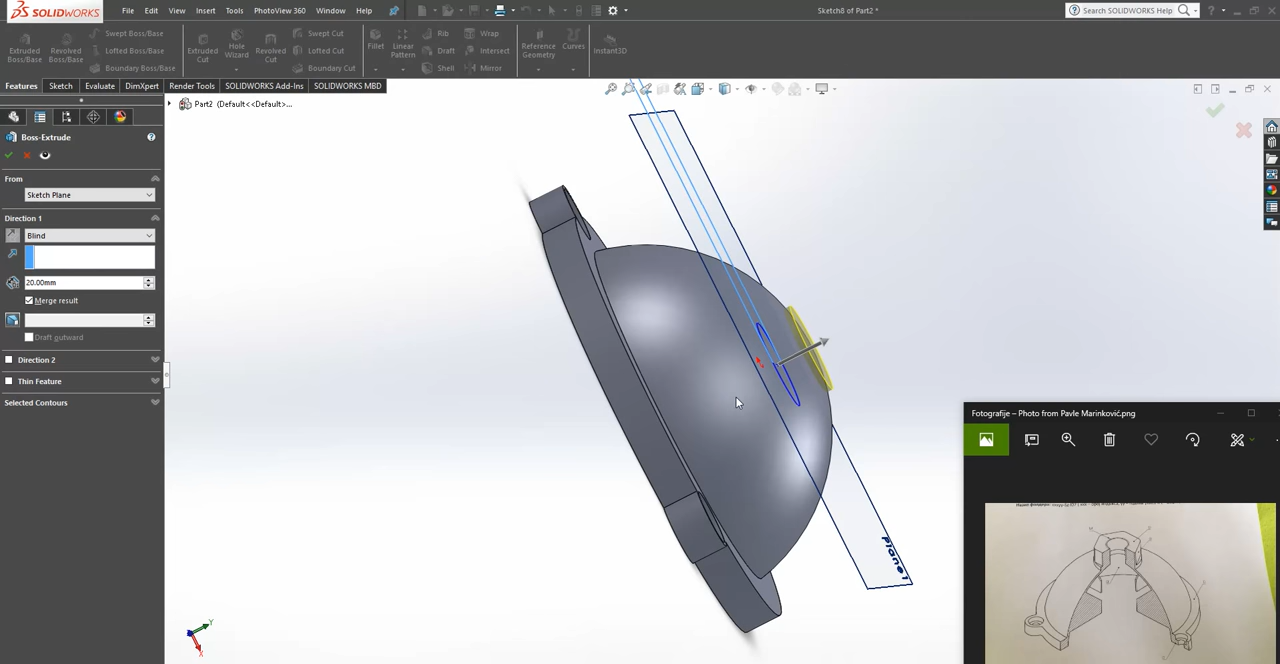 SOLIDWORKS File Edit View Insert Tools PhotoView 360 Window Help Sketch8 of Part2 * Search SOLIDWORKS Help
Extruded Boss/Base
Revolved Boss/Base
Swept Boss/Base
Lofted Boss/Base
Boundary Boss/Base
Extruded Cut
Hole Wizard
Revolved Cut
Swept Cut
Lofted Cut
Boundary Cut
Fillet
Linear Pattern
Rib
Draft
Shell
Wrap
Intersect
Mirror
Reference Geometry
Curves
Instant3D
Features Sketch Evaluate DimXpert Render Tools SOLIDWORKS Add-Ins SOLIDWORKS MBD
Part2 (Default<<Default>...
Boss-Extrude
From
Sketch Plane
Direction 1
Blind
20.00mm
Merge result
Draft outward
Direction 2
Thin Feature
Selected Contours
Plane1
Y
X
Fotografije – Photo from Pavle Marinković.png